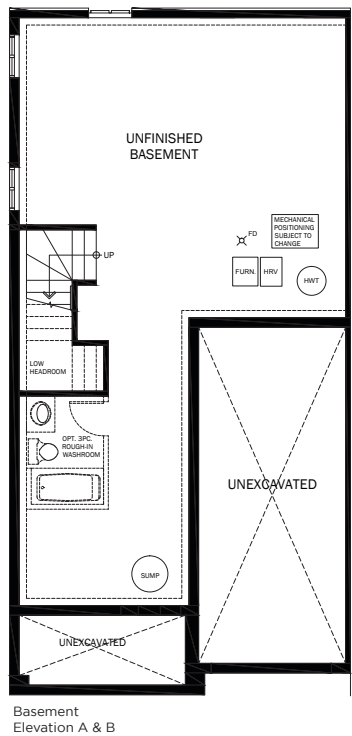 UNFINISHED
BASEMENT
MECHANICAL
POSITIONING
SUBJECT TO
CHANGE
FD
UP
FURN.
HRV
HWT
LOW
HEADROOM
OPT. 3PC.
ROUGH-IN
WASHROOM
UNEXCAVATED
SUMP
UNEXCAVATED
Basement
Elevation A & B